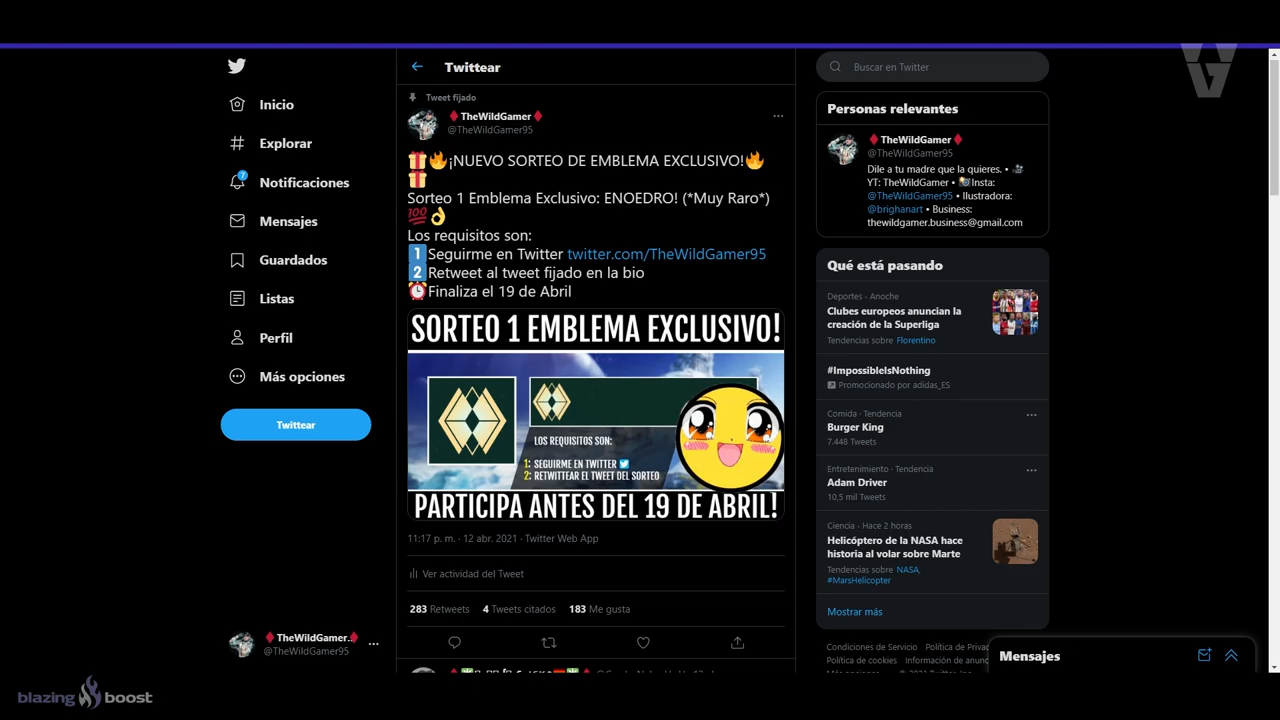 Inicio
Explorar
7
Notificaciones
Mensajes
Guardados
Listas
Perfil
Más opciones
Twittear
TheWildGamer..
@TheWildGamer95
Twittear
Tweet fijado
TheWildGamer
@TheWildGamer95
¡NUEVO SORTEO DE EMBLEMA EXCLUSIVO!
Sorteo 1 Emblema Exclusivo: ENOEDRO! (*Muy Raro*)
💯👌
Los requisitos son:
1 Seguirme en Twitter twitter.com/TheWildGamer95
2 Retweet al tweet fijado en la bio
Finaliza el 19 de Abril
SORTEO 1 EMBLEMA EXCLUSIVO!
LOS REQUISITOS SON:
1: SEGUIRME EN TWITTER
2: RETWITTEAR EL TWEET DEL SORTEO
PARTICIPA ANTES DEL 19 DE ABRIL!
11:17 p. m. · 12 abr. 2021 · Twitter Web App
Ver actividad del Tweet
283 Retweets 4 Tweets citados 183 Me gusta
Buscar en Twitter
Personas relevantes
TheWildGamer
@TheWildGamer95
Dile a tu madre que la quieres. •
YT: TheWildGamer • Insta:
@TheWildGamer95 • Ilustradora:
@brighanart • Business:
thewildgamer.business@gmail.com
Qué está pasando
Deportes · Anoche
Clubes europeos anuncian la
creación de la Superliga
Tendencias sobre Florentino
#ImpossibleIsNothing
Promocionado por adidas_ES
Comida · Tendencia
Burger King
7.448 Tweets
Entretenimiento · Tendencia
Adam Driver
10,5 mil Tweets
Ciencia · Hace 2 horas
Helicóptero de la NASA hace
historia al volar sobre Marte
Tendencias sobre NASA,
#MarsHelicopter
Mostrar más
Condiciones de Servicio Política de Privac
Política de cookies Información de anunc
Mensajes
blazing boost